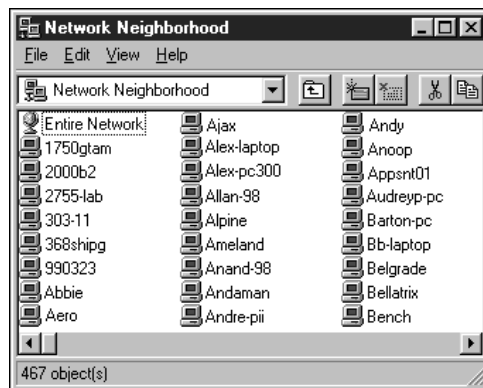 Network Neighborhood
File Edit View Help
Network Neighborhood
Entire Network
1750gtam
2000b2
2755-lab
303-11
368shipg
990323
Abbie
Aero
Ajax
Alex-laptop
Alex-pc300
Allan-98
Alpine
Ameland
Anand-98
Andaman
Andre-pii
Andy
Anoop
Appsnt01
Audreyp-pc
Barton-pc
Bb-laptop
Belgrade
Bellatrix
Bench
467 object(s)